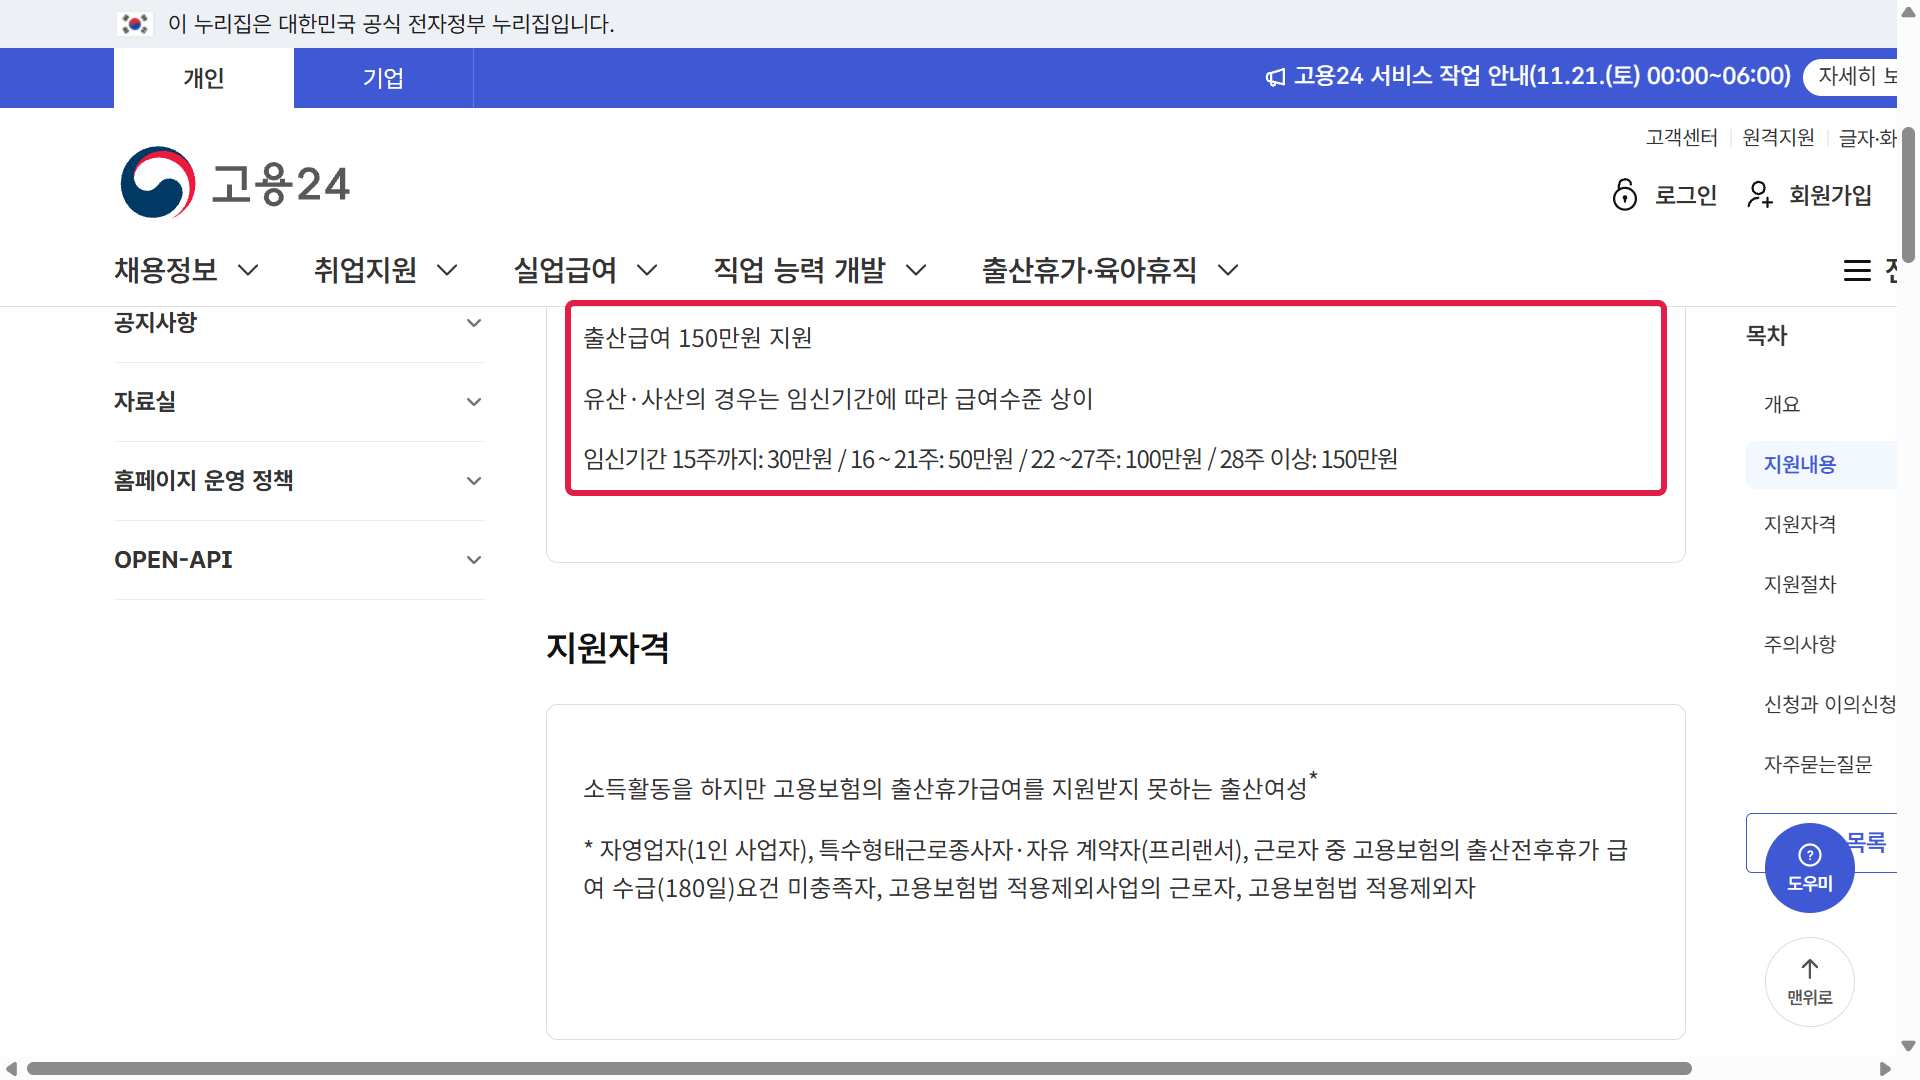 이 누리집은 대한민국 공식 전자정부 누리집입니다.
개인
기업
고용24 서비스 작업 안내(11.21.(토) 00:00~06:00)
자세히 보
고객센터
원격지원
글자·화
고용24
로그인
회원가입
채용정보
취업지원
실업급여
직업 능력 개발
출산휴가·육아휴직
공지사항
자료실
홈페이지 운영 정책
OPEN-API
출산급여 150만원 지원
유산·사산의 경우는 임신기간에 따라 급여수준 상이
임신기간 15주까지: 30만원 / 16 ~ 21주: 50만원 / 22 ~27주: 100만원 / 28주 이상: 150만원
지원자격
소득활동을 하지만 고용보험의 출산휴가급여를 지원받지 못하는 출산여성*
* 자영업자(1인 사업자), 특수형태근로종사자·자유 계약자(프리랜서), 근로자 중 고용보험의 출산전후휴가 급
여 수급(180일)요건 미충족자, 고용보험법 적용제외사업의 근로자, 고용보험법 적용제외자
목차
개요
지원내용
지원자격
지원절차
주의사항
신청과 이의신청
자주묻는질문
목록
도우미
맨위로